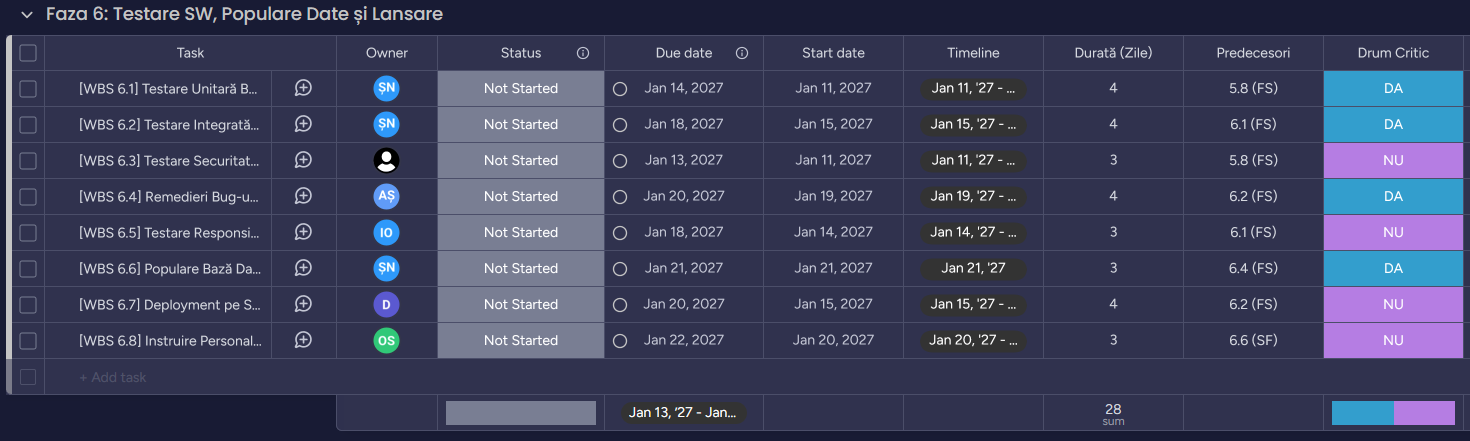 Faza 6: Testare SW, Populare Date și Lansare
Task Owner Status Due date Start date Timeline Durată (Zile) Predecesori Drum Critic
[WBS 6.1] Testare Unitară B... ȘN Not Started Jan 14, 2027 Jan 11, 2027 Jan 11, '27 - ... 4 5.8 (FS) DA
[WBS 6.2] Testare Integrată... ȘN Not Started Jan 18, 2027 Jan 15, 2027 Jan 15, '27 - ... 4 6.1 (FS) DA
[WBS 6.3] Testare Securitat... Not Started Jan 13, 2027 Jan 11, 2027 Jan 11, '27 - ... 3 5.8 (FS) NU
[WBS 6.4] Remedieri Bug-u... AȘ Not Started Jan 20, 2027 Jan 19, 2027 Jan 19, '27 - ... 4 6.2 (FS) DA
[WBS 6.5] Testare Responsi... IO Not Started Jan 18, 2027 Jan 14, 2027 Jan 14, '27 - ... 3 6.1 (FS) NU
[WBS 6.6] Populare Bază Da... ȘN Not Started Jan 21, 2027 Jan 21, 2027 Jan 21, '27 3 6.4 (FS) DA
[WBS 6.7] Deployment pe S... D Not Started Jan 20, 2027 Jan 15, 2027 Jan 15, '27 - ... 4 6.2 (FS) NU
[WBS 6.8] Instruire Personal... OS Not Started Jan 22, 2027 Jan 20, 2027 Jan 20, '27 - ... 3 6.6 (SF) NU
+ Add task
Jan 13, '27 - Jan... 28
sum